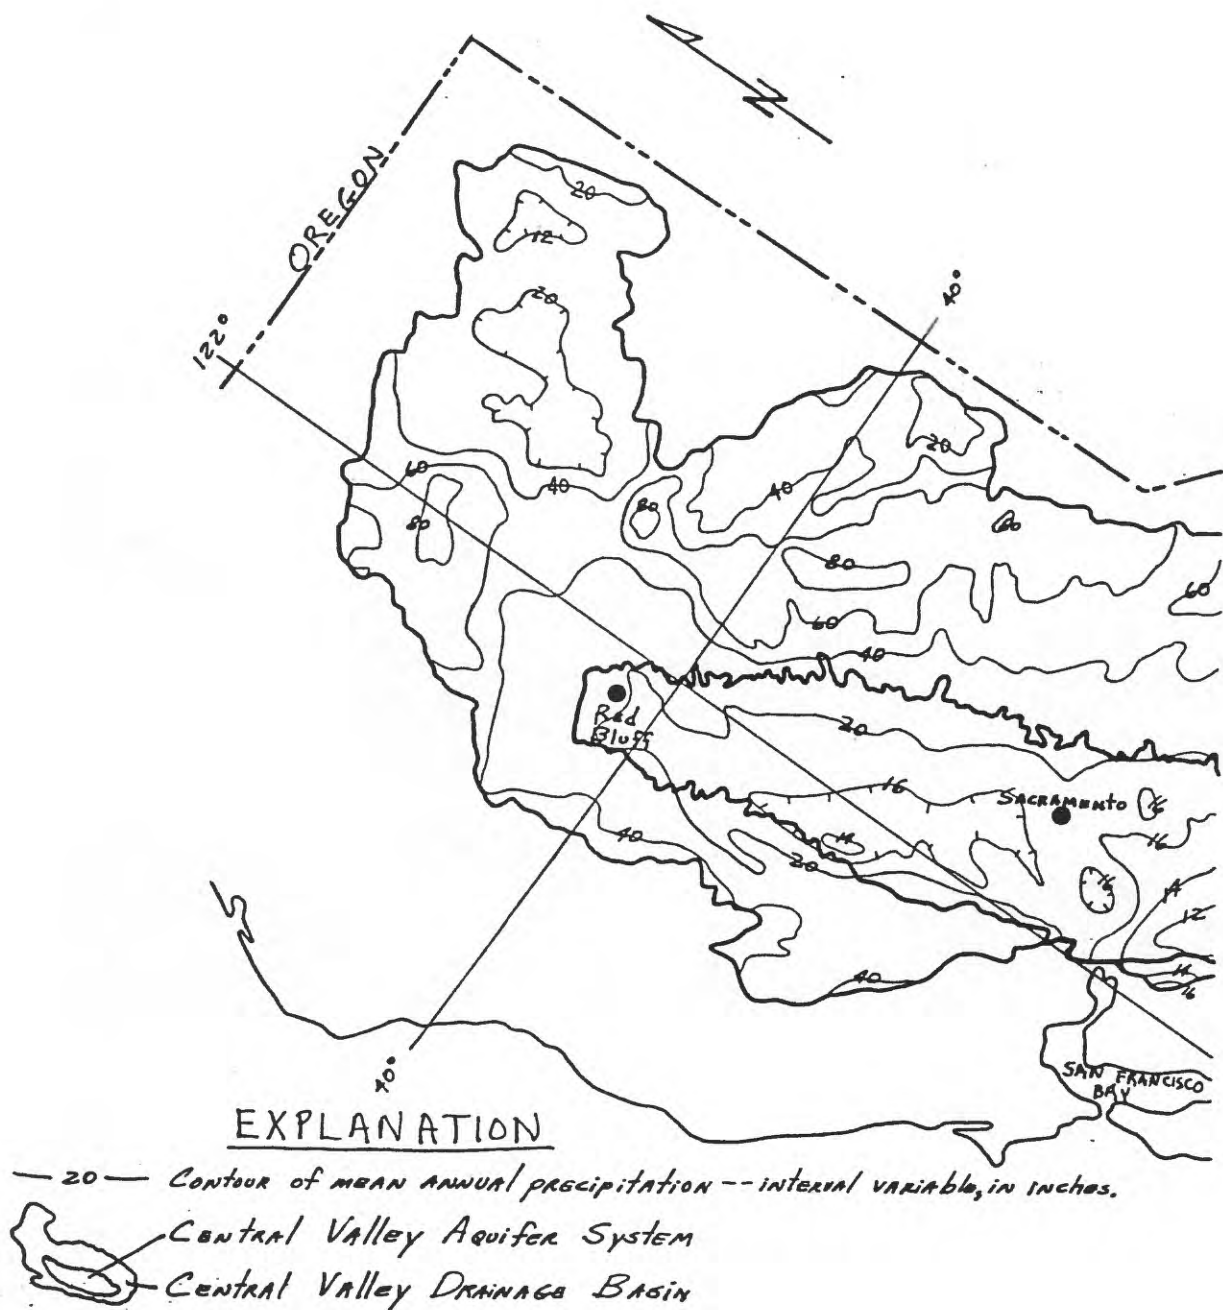 N
OREGON
122°
40°
20
12
20
60
40
80
80
40
20
80
60
80
60
60
40
Red
Bluff
20
16
SACRAMENTO
16
16
40
14
20
16
14
12
40
14
16
40°
SAN FRANCISCO
BAY
EXPLANATION
— 20 — Contour of mean annual precipitation -- interval variable, in inches.
Central Valley Aquifer System
Central Valley Drainage Basin